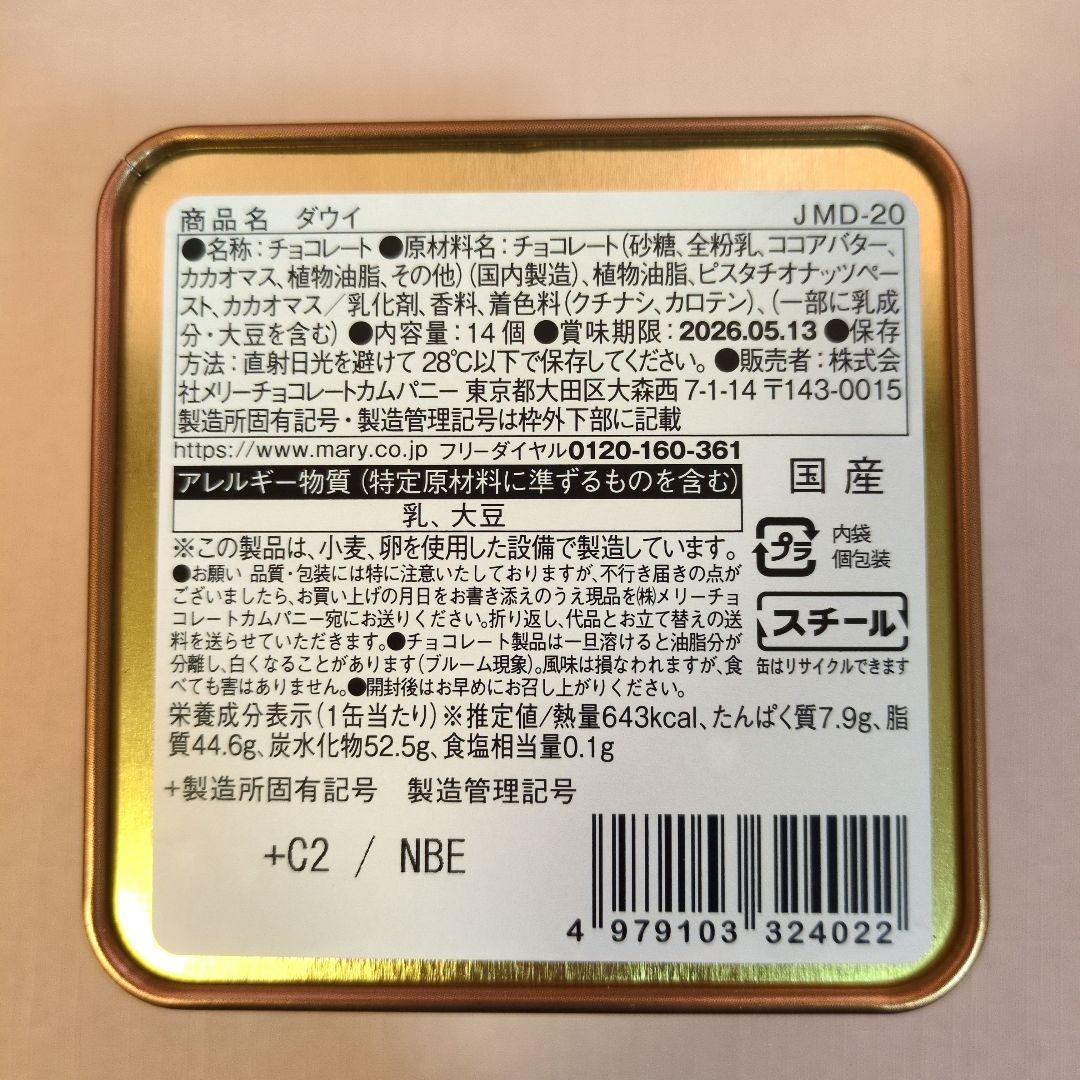 商品名 ダウイ JMD-20
●名称：チョコレート ●原材料名：チョコレート（砂糖、全粉乳、ココアバター、
カカオマス、植物油脂、その他）（国内製造）、植物油脂、ピスタチオナッツペー
スト、カカオマス／乳化剤、香料、着色料（クチナシ、カロテン）、（一部に乳成
分・大豆を含む） ●内容量：14個 ●賞味期限：2026.05.13 ●保存
方法：直射日光を避けて28℃以下で保存してください。 ●販売者：株式会
社メリーチョコレートカムパニー 東京都大田区大森西7-1-14 〒143-0015
製造所固有記号・製造管理記号は枠外下部に記載
https://www.mary.co.jp フリーダイヤル0120-160-361
アレルギー物質（特定原材料に準ずるものを含む）
乳、大豆
国産
プラ
内袋
個包装
※この製品は、小麦、卵を使用した設備で製造しています。
●お願い 品質・包装には特に注意いたしておりますが、不行き届きの点が
ございましたら、お買い上げの月日をお書き添えのうえ現品を㈱メリーチョ
コレートカムパニー宛にお送りください。折り返し、代品とお立て替えの送
料を送らせていただきます。●チョコレート製品は一旦溶けると油脂分が
分離し、白くなることがあります（ブルーム現象）。風味は損なわれますが、食
べても害はありません。●開封後はお早めにお召し上がりください。
スチール
缶はリサイクルできます
栄養成分表示（1缶当たり）※推定値/熱量643kcal、たんぱく質7.9g、脂
質44.6g、炭水化物52.5g、食塩相当量0.1g
+製造所固有記号 製造管理記号
+C2 / NBE
4 979103 324022